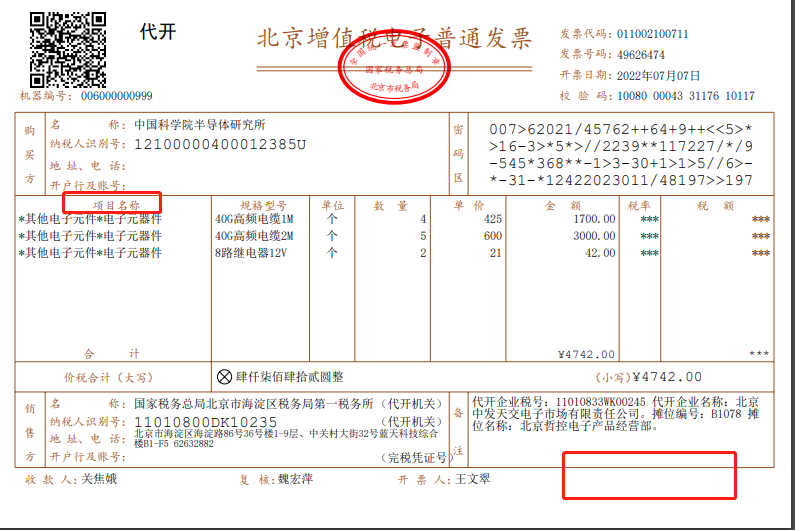 代开
北京增值税电子普通发票
全国统一发票监制章
国家税务总局
北京市税务局
发票代码: 011002100711
发票号码: 49626474
开票日期: 2022年07月07日
校 验 码: 10080 00043 31176 10117
机器编号: 006000000999
购买方
名 称: 中国科学院半导体研究所
纳税人识别号: 12100000400012385U
地 址、电 话:
开户行及账号:
密码区
007>62021/45762++64+9++<<5>*
>16-3>*5*>//2239**117227/*/9
-545*368**-1>3-30+1>1>5//6>-
*-31-*12422023011/48197>>197
项目名称 规格型号 单位 数 量 单 价 金 额 税率 税 额
*其他电子元件*电子元器件 40G高频电缆1M 个 4 425 1700.00 *** ***
*其他电子元件*电子元器件 40G高频电缆2M 个 5 600 3000.00 *** ***
*其他电子元件*电子元器件 8路继电器12V 个 2 21 42.00 *** ***
合 计 ¥4742.00 ***
价税合计（大写） ⊗肆仟柒佰肆拾贰圆整 (小写)¥4742.00
销售方
名 称: 国家税务总局北京市海淀区税务局第一税务所（代开机关）
纳税人识别号: 11010800DK10235 (代开机关)
地 址、电 话: 北京市海淀区海淀路86号36号楼1-9层、中关村大街32号蓝天科技综合
楼B1-F5 62632882
开户行及账号: (完税凭证号)
备注
代开企业税号: 11010833WK00245 代开企业名称: 北京
中发天交电子市场有限责任公司。摊位编号: B1078 摊
位名称: 北京哲控电子产品经营部。
收 款 人: 关焦娥 复 核: 魏宏萍 开 票 人: 王文翠